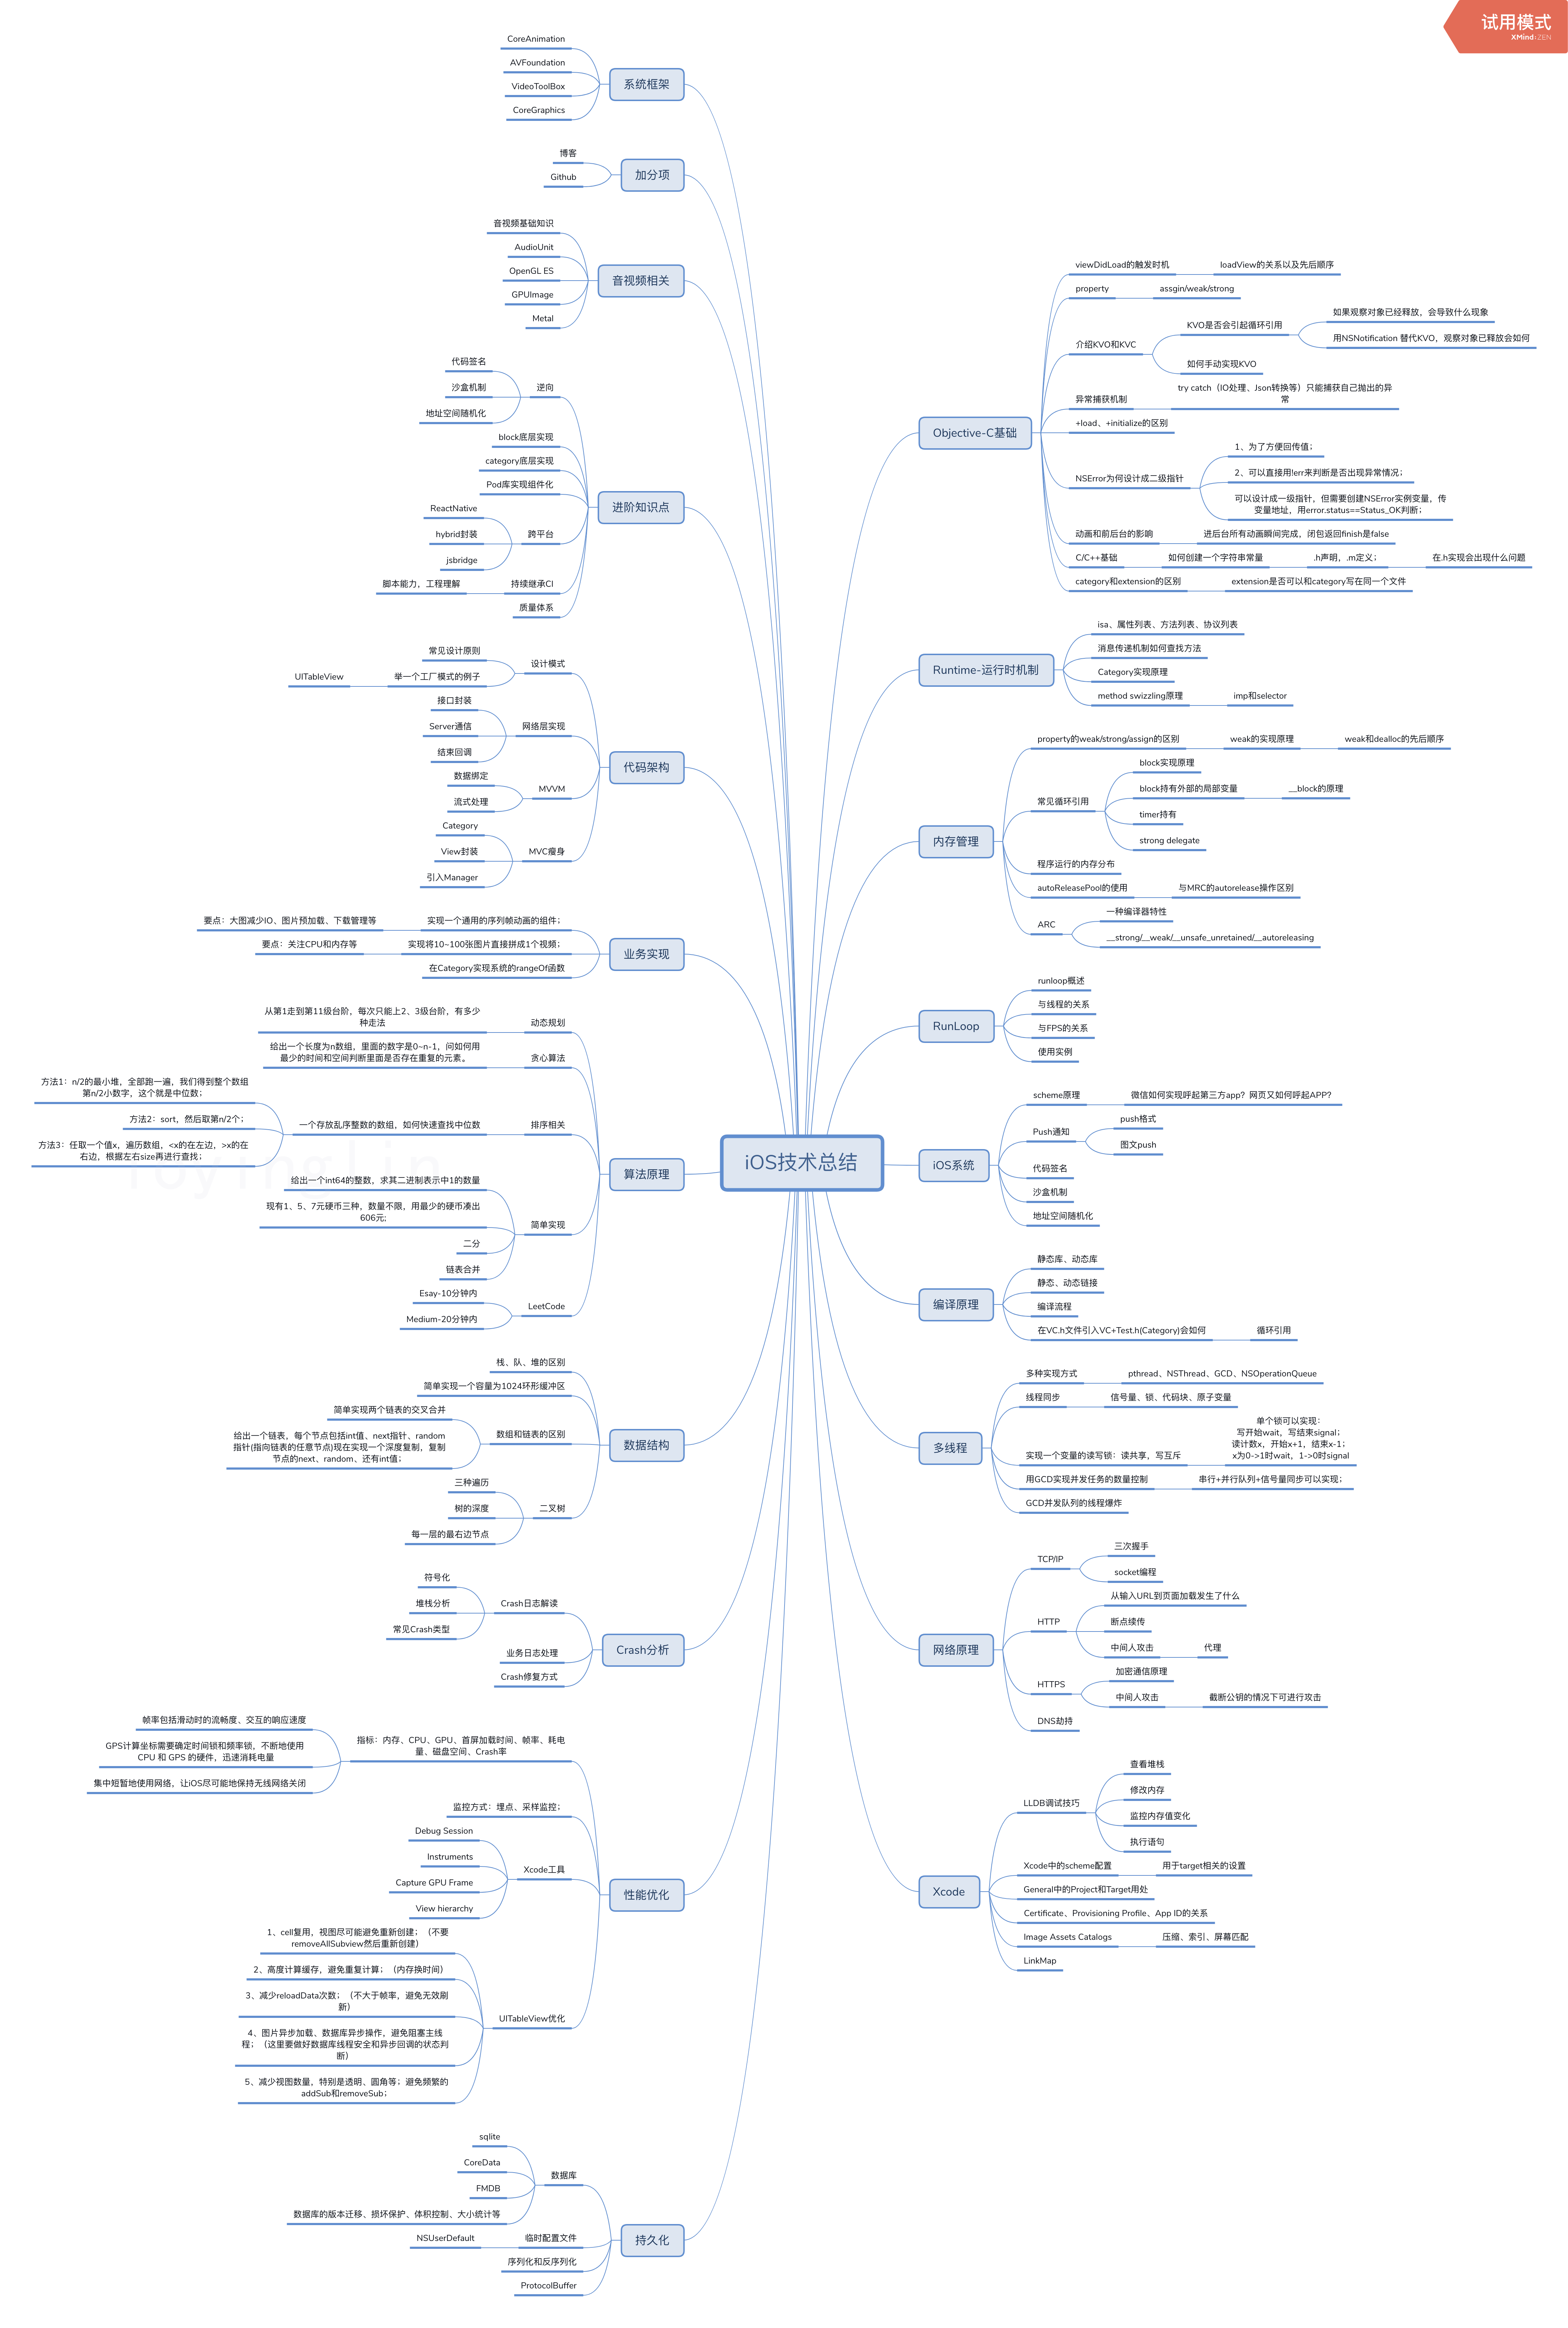 试用模式
XMind:ZEN
iOS技术总结
Objective-C基础
viewDidLoad的触发时机
loadView的关系以及先后顺序
property
assgin/weak/strong
介绍KVO和KVC
KVO是否会引起循环引用
如果观察对象已经释放，会导致什么现象
用NSNotification 替代KVO，观察对象已释放会如何
如何手动实现KVO
异常捕获机制
try catch（IO处理、Json转换等）只能捕获自己抛出的异
常
+load、+initialize的区别
NSError为何设计成二级指针
1、为了方便回传值；
2、可以直接用!err来判断是否出现异常情况；
可以设计成一级指针，但需要创建NSError实例变量，传
变量地址，用error.status==Status_OK判断；
动画和前后台的影响
进后台所有动画瞬间完成，闭包返回finish是false
C/C++基础
如何创建一个字符串常量
.h声明，.m定义；
在.h实现会出现什么问题
category和extension的区别
extension是否可以和category写在同一个文件
Runtime-运行时机制
isa、属性列表、方法列表、协议列表
消息传递机制如何查找方法
Category实现原理
method swizzling原理
imp和selector
内存管理
property的weak/strong/assign的区别
weak的实现原理
weak和dealloc的先后顺序
常见循环引用
block实现原理
block持有外部的局部变量
__block的原理
timer持有
strong delegate
程序运行的内存分布
autoReleasePool的使用
与MRC的autorelease操作区别
ARC
一种编译器特性
__strong/__weak/__unsafe_unretained/__autoreleasing
RunLoop
runloop概述
与线程的关系
与FPS的关系
使用实例
iOS系统
scheme原理
微信如何实现呼起第三方app？网页又如何呼起APP？
Push通知
push格式
图文push
代码签名
沙盒机制
地址空间随机化
编译原理
静态库、动态库
静态、动态链接
编译流程
在VC.h文件引入VC+Test.h(Category)会如何
循环引用
多线程
多种实现方式
pthread、NSThread、GCD、NSOperationQueue
线程同步
信号量、锁、代码块、原子变量
实现一个变量的读写锁：读共享，写互斥
单个锁可以实现：
写开始wait，写结束signal；
读计数x，开始x+1，结束x-1；
x为0->1时wait，1->0时signal
用GCD实现并发任务的数量控制
串行+并行队列+信号量同步可以实现；
GCD并发队列的线程爆炸
网络原理
TCP/IP
三次握手
socket编程
HTTP
从输入URL到页面加载发生了什么
断点续传
中间人攻击
代理
HTTPS
加密通信原理
中间人攻击
截断公钥的情况下可进行攻击
DNS劫持
Xcode
LLDB调试技巧
查看堆栈
修改内存
监控内存值变化
执行语句
Xcode中的scheme配置
用于target相关的设置
General中的Project和Target用处
Certificate、Provisioning Profile、App ID的关系
Image Assets Catalogs
压缩、索引、屏幕匹配
LinkMap
系统框架
CoreAnimation
AVFoundation
VideoToolBox
CoreGraphics
加分项
博客
Github
音视频相关
音视频基础知识
AudioUnit
OpenGL ES
GPUImage
Metal
进阶知识点
逆向
代码签名
沙盒机制
地址空间随机化
block底层实现
category底层实现
Pod库实现组件化
跨平台
ReactNative
hybrid封装
jsbridge
持续继承CI
脚本能力，工程理解
质量体系
代码架构
设计模式
常见设计原则
举一个工厂模式的例子
UITableView
网络层实现
接口封装
Server通信
结束回调
MVVM
数据绑定
流式处理
MVC瘦身
Category
View封装
引入Manager
业务实现
实现一个通用的序列帧动画的组件；
要点：大图减少IO、图片预加载、下载管理等
实现将10~100张图片直接拼成1个视频；
要点：关注CPU和内存等
在Category实现系统的rangeOf函数
算法原理
动态规划
从第1走到第11级台阶，每次只能上2、3级台阶，有多少
种走法
贪心算法
给出一个长度为n数组，里面的数字是0~n-1，问如何用
最少的时间和空间判断里面是否存在重复的元素。
排序相关
一个存放乱序整数的数组，如何快速查找中位数
方法1：n/2的最小堆，全部跑一遍，我们得到整个数组
第n/2小数字，这个就是中位数；
方法2：sort，然后取第n/2个；
方法3：任取一个值x，遍历数组，<x的在左边，>x的在
右边，根据左右size再进行查找；
简单实现
给出一个int64的整数，求其二进制表示中1的数量
现有1、5、7元硬币三种，数量不限，用最少的硬币凑出
606元;
二分
链表合并
LeetCode
Esay-10分钟内
Medium-20分钟内
数据结构
栈、队、堆的区别
简单实现一个容量为1024环形缓冲区
数组和链表的区别
简单实现两个链表的交叉合并
给出一个链表，每个节点包括int值、next指针、random
指针(指向链表的任意节点)现在实现一个深度复制，复制
节点的next、random、还有int值；
二叉树
三种遍历
树的深度
每一层的最右边节点
Crash分析
Crash日志解读
符号化
堆栈分析
常见Crash类型
业务日志处理
Crash修复方式
性能优化
指标：内存、CPU、GPU、首屏加载时间、帧率、耗电
量、磁盘空间、Crash率
帧率包括滑动时的流畅度、交互的响应速度
GPS计算坐标需要确定时间锁和频率锁，不断地使用
CPU 和 GPS 的硬件，迅速消耗电量
集中短暂地使用网络，让iOS尽可能地保持无线网络关闭
监控方式：埋点、采样监控；
Xcode工具
Debug Session
Instruments
Capture GPU Frame
View hierarchy
UITableView优化
1、cell复用，视图尽可能避免重新创建；（不要
removeAllSubview然后重新创建）
2、高度计算缓存，避免重复计算；（内存换时间）
3、减少reloadData次数；（不大于帧率，避免无效刷
新）
4、图片异步加载、数据库异步操作，避免阻塞主线
程；（这里要做好数据库线程安全和异步回调的状态判
断）
5、减少视图数量，特别是透明、圆角等；避免频繁的
addSub和removeSub；
持久化
数据库
sqlite
CoreData
FMDB
数据库的版本迁移、损坏保护、体积控制、大小统计等
临时配置文件
NSUserDefault
序列化和反序列化
ProtocolBuffer